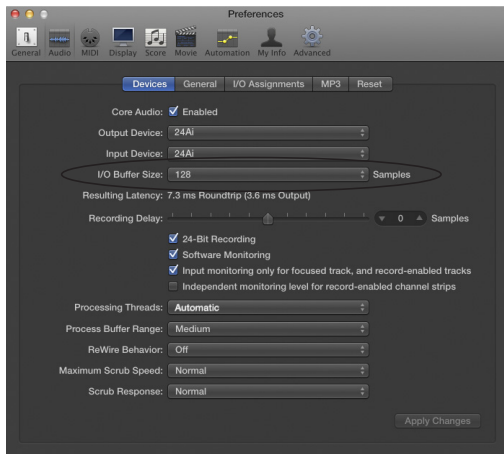 Preferences
General Audio MIDI Display Score Movie Automation My Info Advanced
Devices General I/O Assignments MP3 Reset
Core Audio: Enabled
Output Device: 24Ai
Input Device: 24Ai
I/O Buffer Size: 128 Samples
Resulting Latency: 7.3 ms Roundtrip (3.6 ms Output)
Recording Delay: 0 Samples
24-Bit Recording
Software Monitoring
Input monitoring only for focused track, and record-enabled tracks
Independent monitoring level for record-enabled channel strips
Processing Threads: Automatic
Process Buffer Range: Medium
ReWire Behavior: Off
Maximum Scrub Speed: Normal
Scrub Response: Normal
Apply Changes